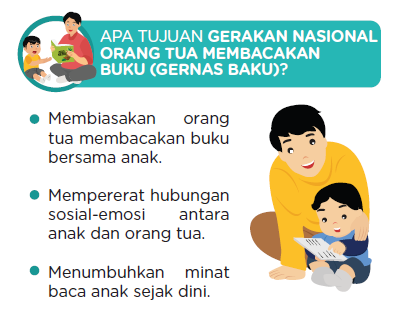 APA TUJUAN GERAKAN NASIONAL
ORANG TUA MEMBACAKAN
BUKU (GERNAS BAKU)?
Membiasakan orang
tua membacakan buku
bersama anak.
Mempererat hubungan
sosial-emosi antara
anak dan orang tua.
Menumbuhkan minat
baca anak sejak dini.